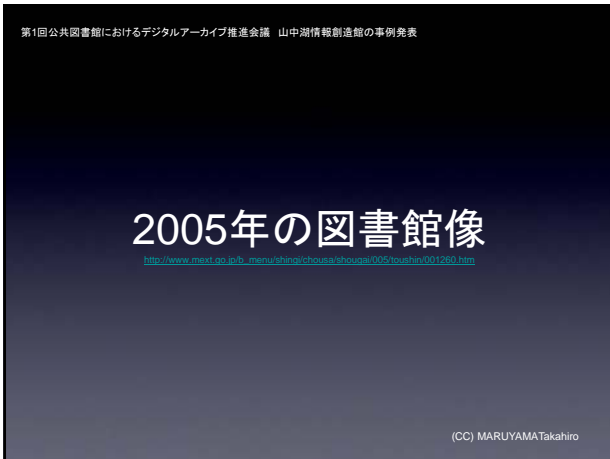 第1回公共図書館におけるデジタルアーカイブ推進会議　山中湖情報創造館の事例発表
2005年の図書館像
http://www.mext.go.jp/b_menu/shingi/chousa/shougai/005/toushin/001260.htm
(CC) MARUYAMATakahiro